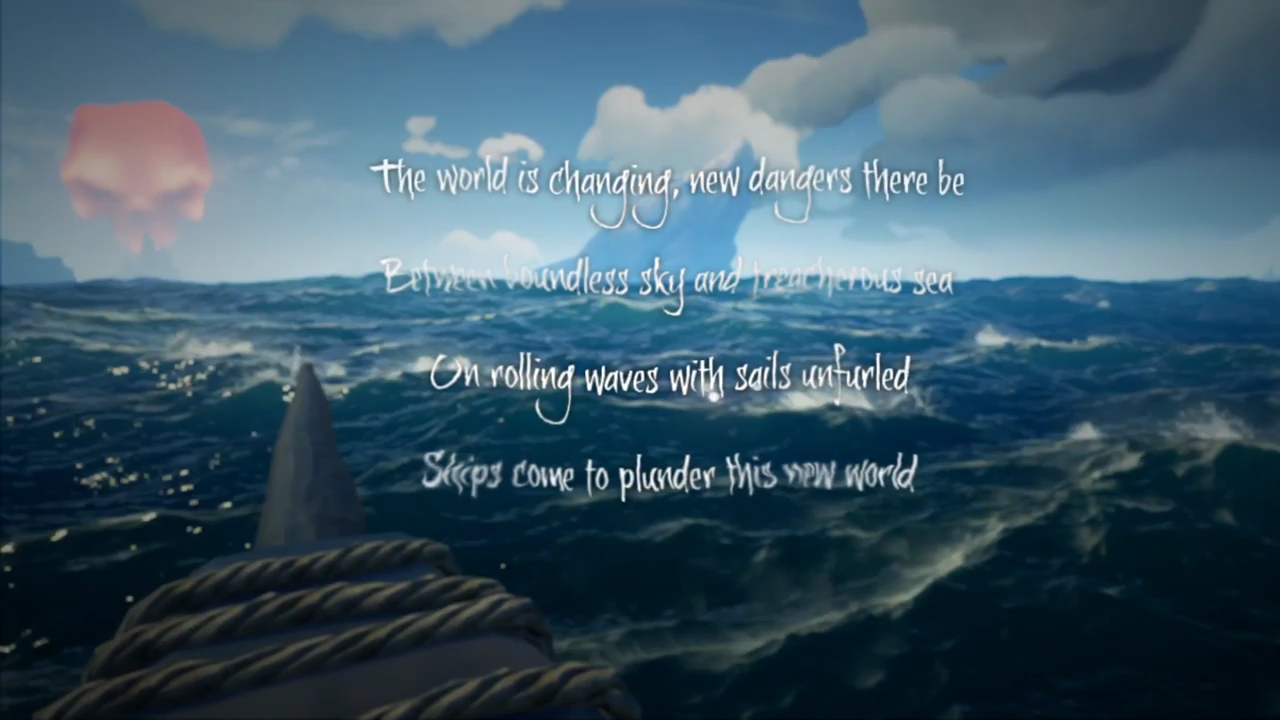 The world is changing, new dangers there be
Between boundless sky and treacherous sea
On rolling waves with sails unfurled
Ships come to plunder this new world